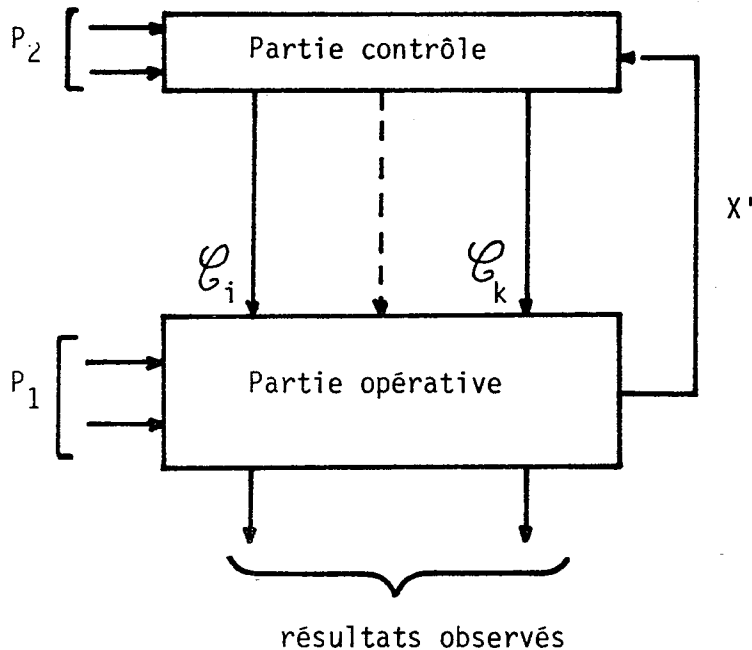 P2
Partie contrôle
X'
𝒞i
𝒞k
P1
Partie opérative
résultats observés